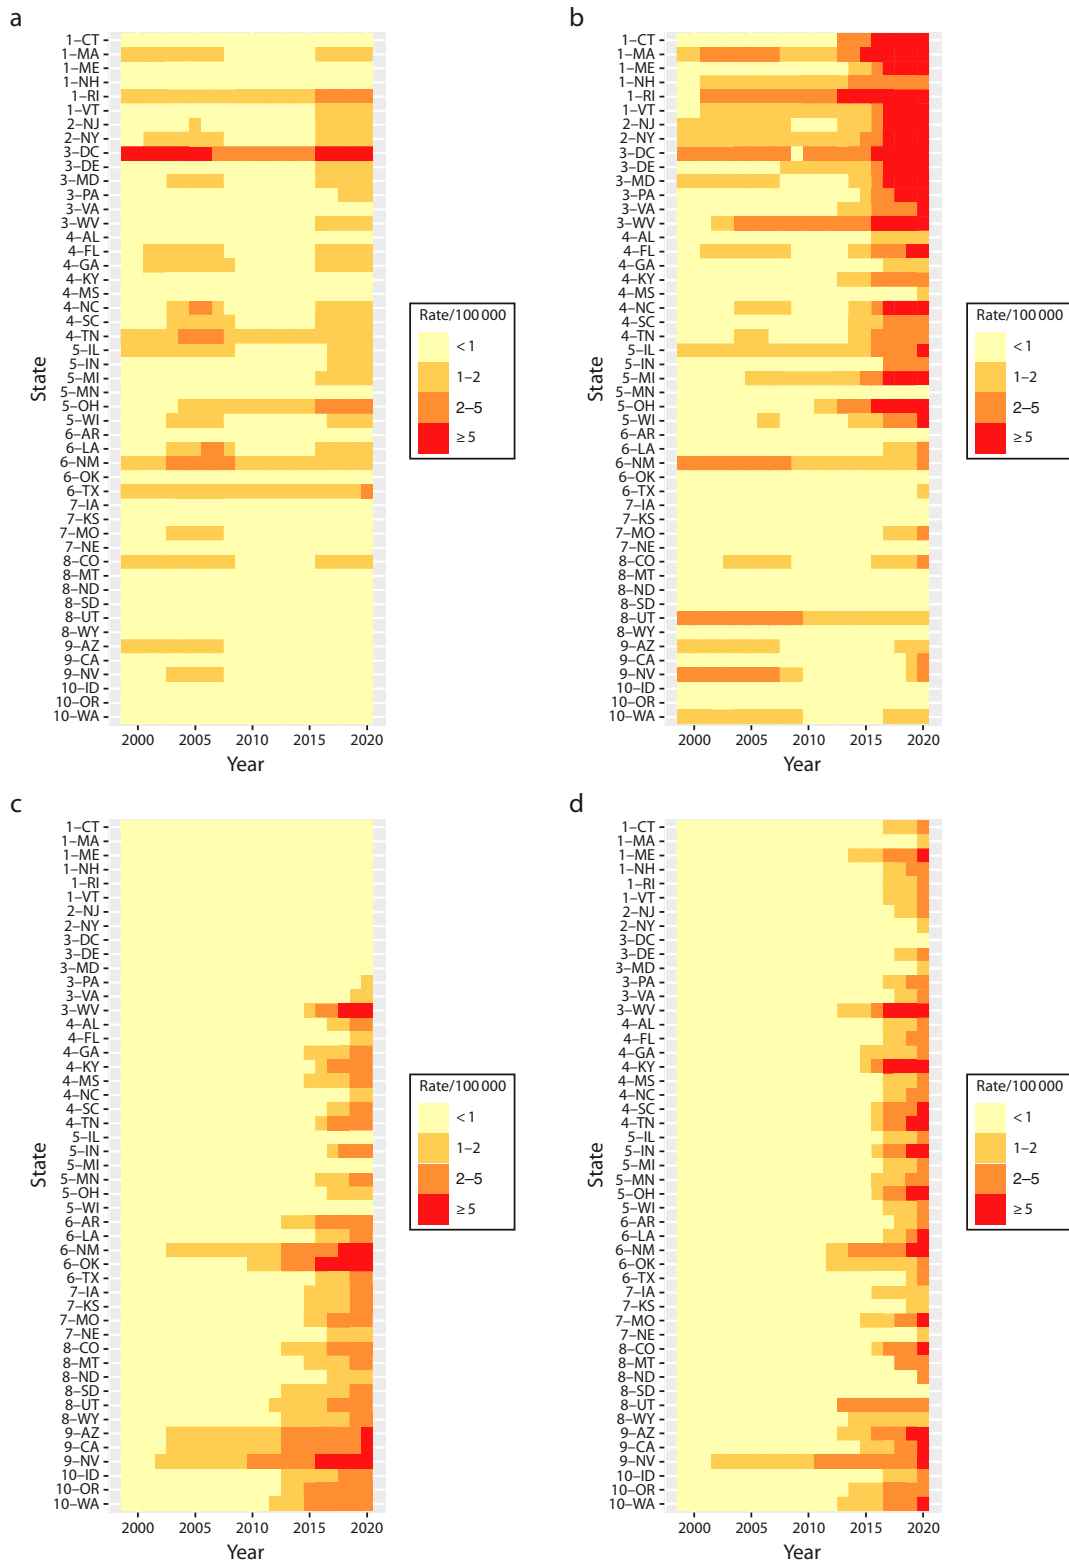 a
State
1–CT
1–MA
1–ME
1–NH
1–RI
1–VT
2–NJ
2–NY
3–DC
3–DE
3–MD
3–PA
3–VA
3–WV
4–AL
4–FL
4–GA
4–KY
4–MS
4–NC
4–SC
4–TN
5–IL
5–IN
5–MI
5–MN
5–OH
5–WI
6–AR
6–LA
6–NM
6–OK
6–TX
7–IA
7–KS
7–MO
7–NE
8–CO
8–MT
8–ND
8–SD
8–UT
8–WY
9–AZ
9–CA
9–NV
10–ID
10–OR
10–WA
2000 2005 2010 2015 2020
Year
Rate/100 000
< 1
1–2
2–5
≥ 5
b
State
1–CT
1–MA
1–ME
1–NH
1–RI
1–VT
2–NJ
2–NY
3–DC
3–DE
3–MD
3–PA
3–VA
3–WV
4–AL
4–FL
4–GA
4–KY
4–MS
4–NC
4–SC
4–TN
5–IL
5–IN
5–MI
5–MN
5–OH
5–WI
6–AR
6–LA
6–NM
6–OK
6–TX
7–IA
7–KS
7–MO
7–NE
8–CO
8–MT
8–ND
8–SD
8–UT
8–WY
9–AZ
9–CA
9–NV
10–ID
10–OR
10–WA
2000 2005 2010 2015 2020
Year
Rate/100 000
< 1
1–2
2–5
≥ 5
c
State
1–CT
1–MA
1–ME
1–NH
1–RI
1–VT
2–NJ
2–NY
3–DC
3–DE
3–MD
3–PA
3–VA
3–WV
4–AL
4–FL
4–GA
4–KY
4–MS
4–NC
4–SC
4–TN
5–IL
5–IN
5–MI
5–MN
5–OH
5–WI
6–AR
6–LA
6–NM
6–OK
6–TX
7–IA
7–KS
7–MO
7–NE
8–CO
8–MT
8–ND
8–SD
8–UT
8–WY
9–AZ
9–CA
9–NV
10–ID
10–OR
10–WA
2000 2005 2010 2015 2020
Year
Rate/100 000
< 1
1–2
2–5
≥ 5
d
State
1–CT
1–MA
1–ME
1–NH
1–RI
1–VT
2–NJ
2–NY
3–DC
3–DE
3–MD
3–PA
3–VA
3–WV
4–AL
4–FL
4–GA
4–KY
4–MS
4–NC
4–SC
4–TN
5–IL
5–IN
5–MI
5–MN
5–OH
5–WI
6–AR
6–LA
6–NM
6–OK
6–TX
7–IA
7–KS
7–MO
7–NE
8–CO
8–MT
8–ND
8–SD
8–UT
8–WY
9–AZ
9–CA
9–NV
10–ID
10–OR
10–WA
2000 2005 2010 2015 2020
Year
Rate/100 000
< 1
1–2
2–5
≥ 5